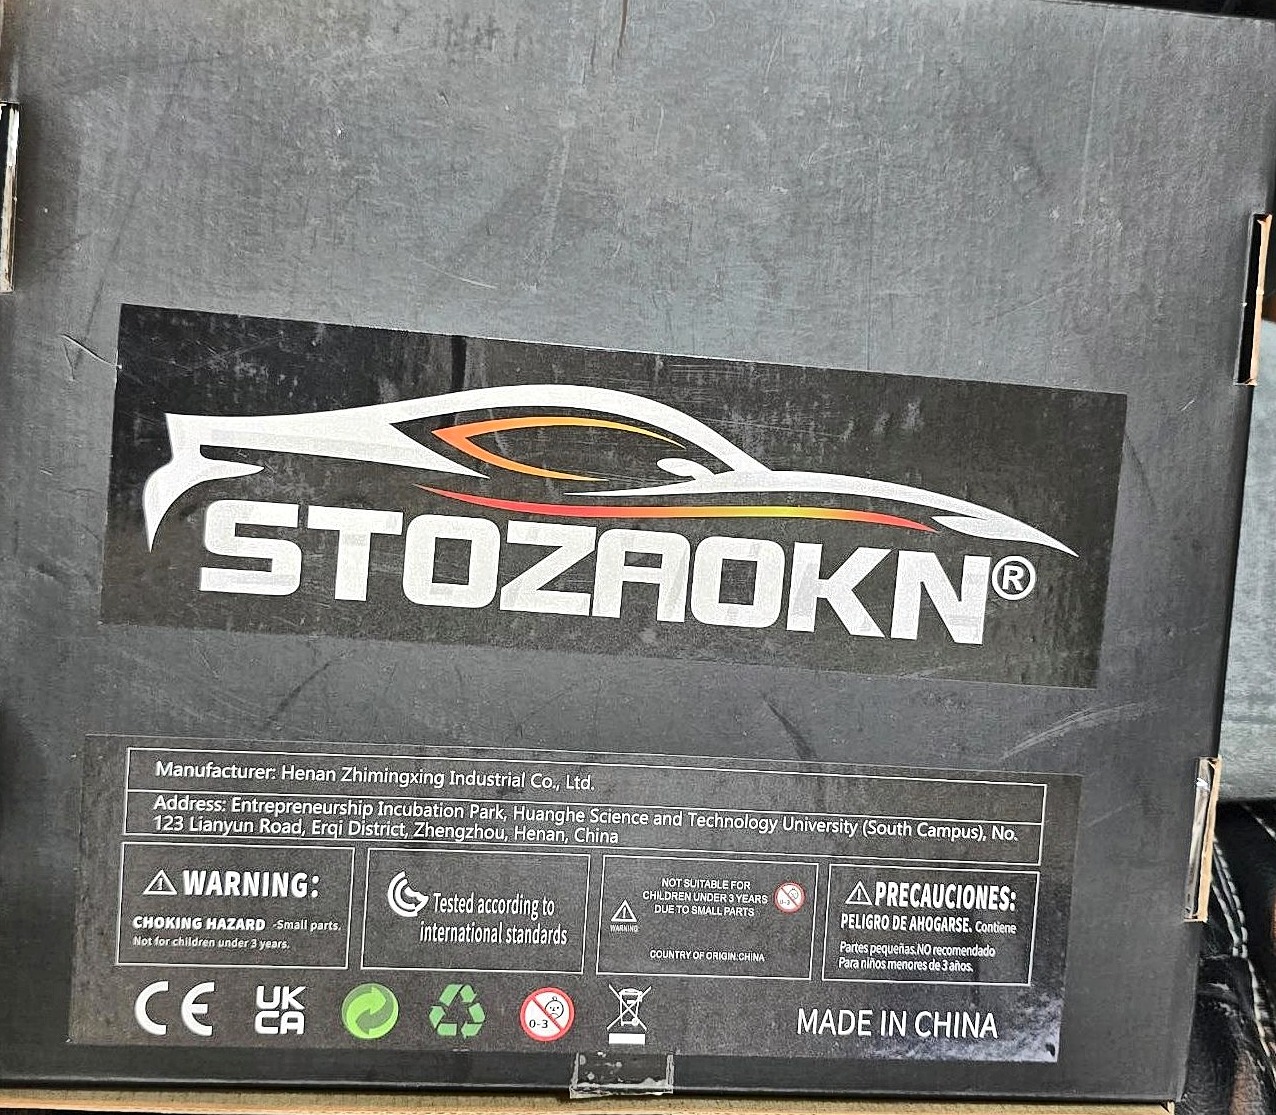 STOZAOKN®
Manufacturer: Henan Zhimingxing Industrial Co., Ltd.
Address: Entrepreneurship Incubation Park, Huanghe Science and Technology University (South Campus), No.
123 Lianyun Road, Erqi District, Zhengzhou, Henan, China
WARNING:
CHOKING HAZARD -Small parts.
Not for children under 3 years.
Tested according to
international standards
NOT SUITABLE FOR
CHILDREN UNDER 3 YEARS
DUE TO SMALL PARTS
0-3
WARNING
COUNTRY OF ORIGIN:CHINA
PRECAUCIONES:
PELIGRO DE AHOGARSE. Contiene
Partes pequeñas.NO recomendado
Para niños menores de 3 años.
CE
UK
CA
0-3
MADE IN CHINA